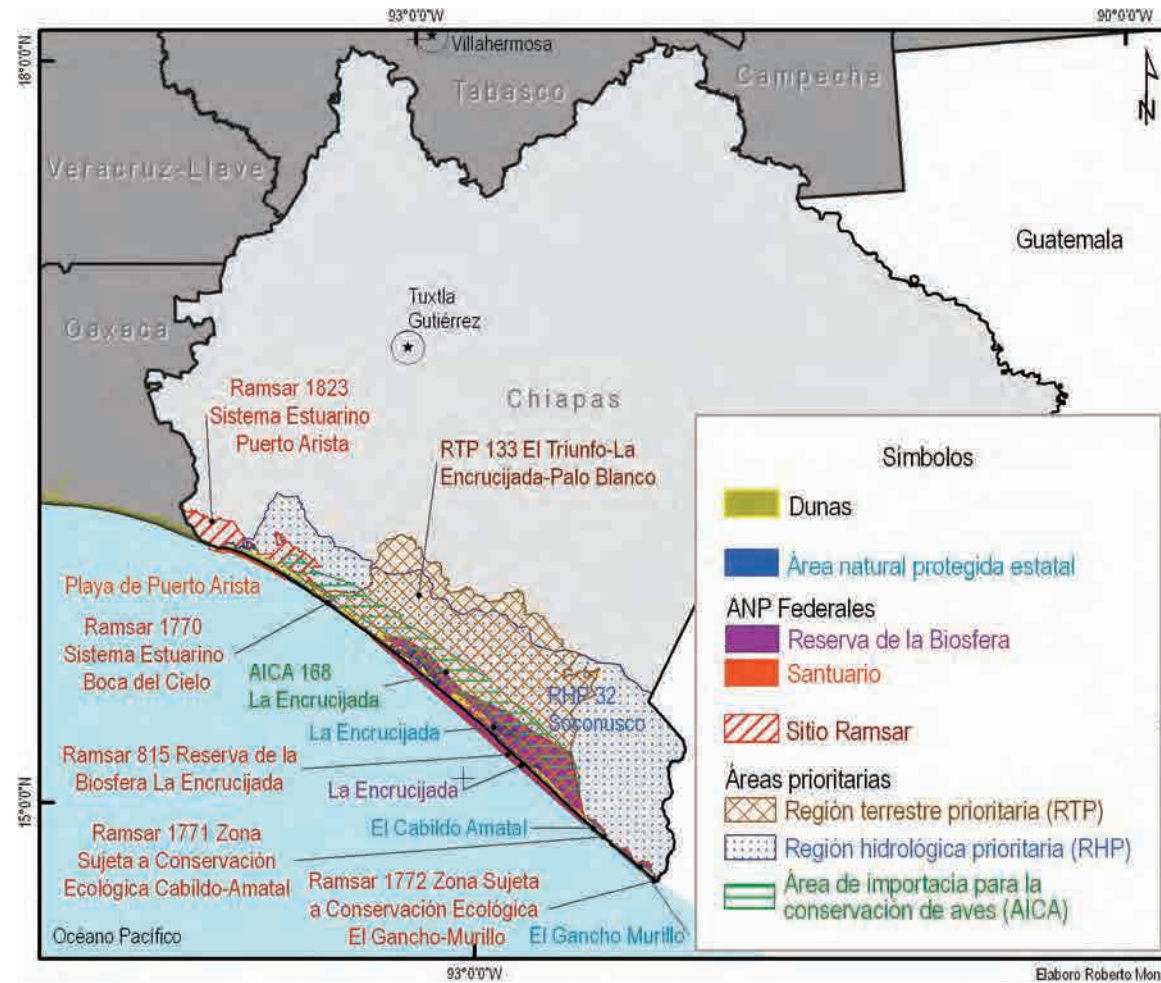 93°0'0"W
90°0'0"W
18°0'0"N
Villahermosa
Tabasco
Campeche
N
Veracruz-Llave
Guatemala
Oaxaca
Tuxtla
Gutiérrez
Chiapas
Ramsar 1823
Sistema Estuarino
Puerto Arista
RTP 133 El Triunfo-La
Encrucijada-Palo Blanco
Playa de Puerto Arista
Ramsar 1770
Sistema Estuarino
Boca del Cielo
AICA 168
La Encrucijada
RHP 32
Soconusco
La Encrucijada
Ramsar 815 Reserva de la
Biosfera La Encrucijada
La Encrucijada
15°0'0"N
El Cabildo Amatal
Ramsar 1771 Zona
Sujeta a Conservación
Ecológica Cabildo-Amatal
Ramsar 1772 Zona Sujeta
a Conservación Ecológica
El Gancho-Murillo
El Gancho Murillo
Océano Pacífico
93°0'0"W
Símbolos
Dunas
Área natural protegida estatal
ANP Federales
Reserva de la Biosfera
Santuario
Sitio Ramsar
Áreas prioritarias
Región terrestre prioritaria (RTP)
Región hidrológica prioritaria (RHP)
Área de importacia para la
conservación de aves (AICA)
Elaboró Roberto Mon